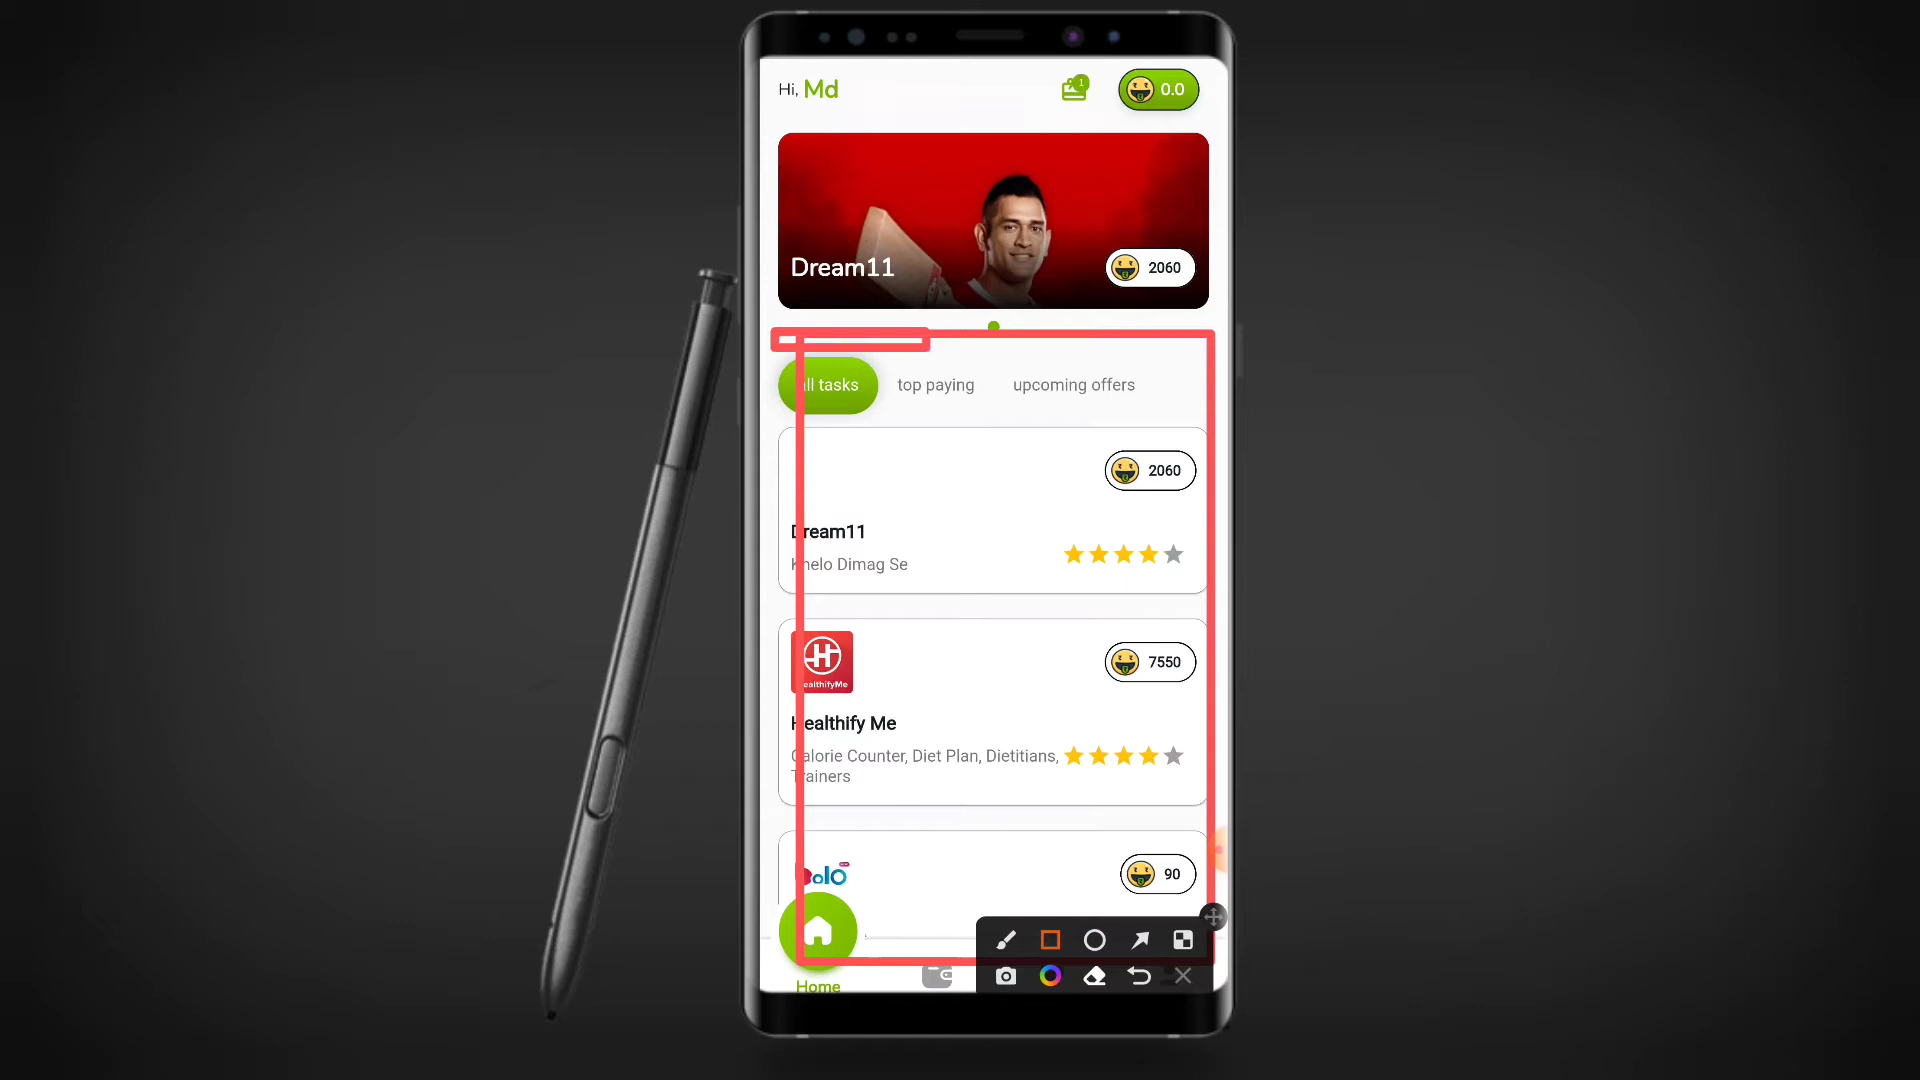 Hi, Md
1
0.0
Dream11
2060
all tasks
top paying
upcoming offers
2060
Dream11
Khelo Dimag Se
HealthifyMe
7550
Healthify Me
Calorie Counter, Diet Plan, Dietitians,
Trainers
Bolo
90
Home